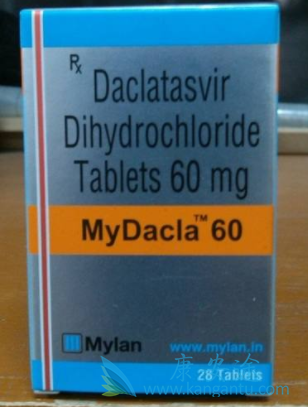 Rx Daclatasvir
Dihydrochloride
Tablets 60 mg
MyDacla™ 60
Mylan
www.mylan.in
28 Tablets
康安途
www.kangantu.com